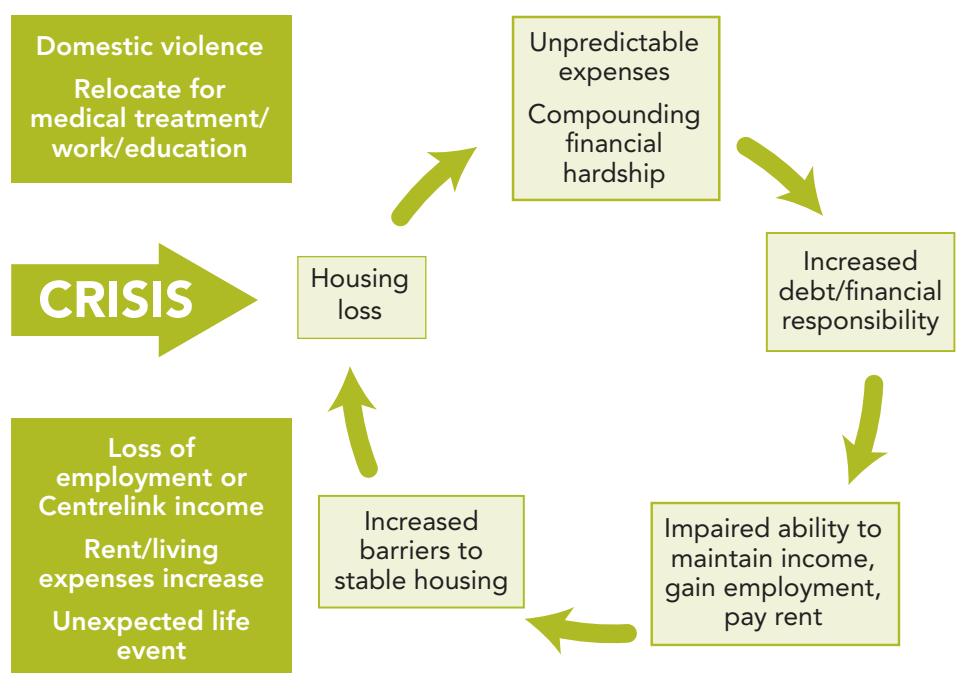 Domestic violence
Relocate for
medical treatment/
work/education
CRISIS
Loss of
employment or
Centrelink income
Rent/living
expenses increase
Unexpected life
event
Housing
loss
Unpredictable
expenses
Compounding
financial
hardship
Increased
debt/financial
responsibility
Impaired ability to
maintain income,
gain employment,
pay rent
Increased
barriers to
stable housing